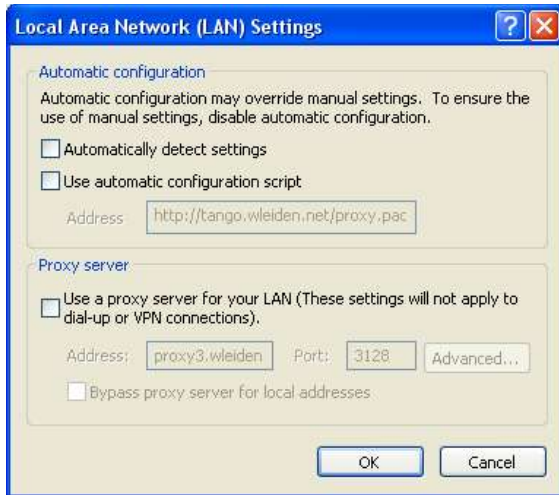 Local Area Network (LAN) Settings
Automatic configuration
Automatic configuration may override manual settings. To ensure the
use of manual settings, disable automatic configuration.
Automatically detect settings
Use automatic configuration script
Address http://tango.wleiden.net/proxy.pac
Proxy server
Use a proxy server for your LAN (These settings will not apply to
dial-up or VPN connections).
Address: proxy3.wleiden Port: 3128 Advanced...
Bypass proxy server for local addresses
OK Cancel